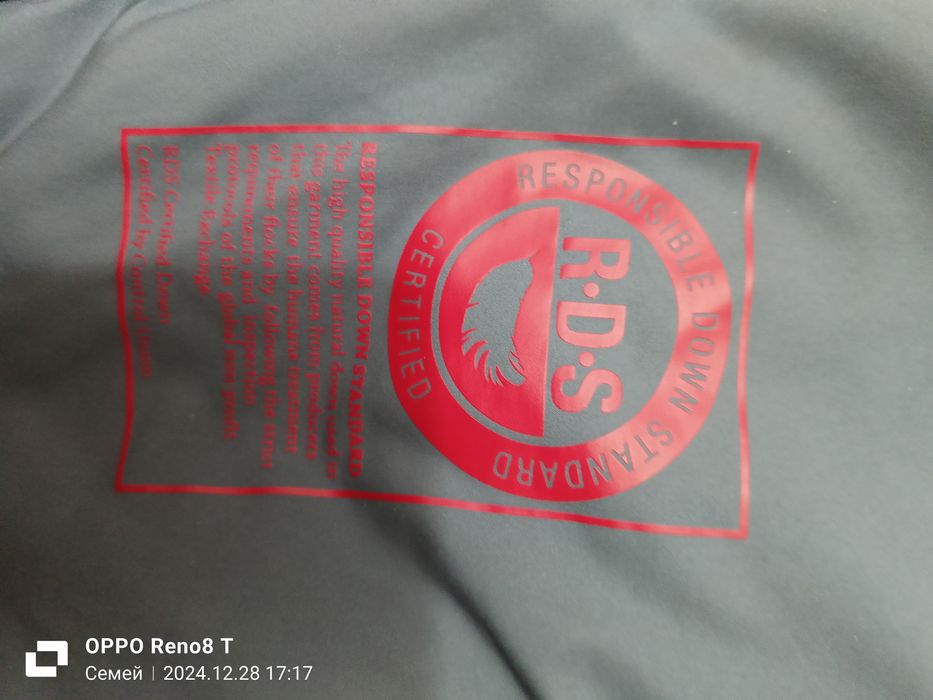 RESPONSIBLE DOWN STANDARD
R·D·S
CERTIFIED
RESPONSIBLE DOWN STANDARD
The high quality natural down used in
this garment comes from producers
that ensure the humane treatment
of these flocks by following the strict
requirements and inspection
protocols of the global non profit
Textile Exchange
RDS Certified Down
Certified by Control Union
OPPO Reno8 T
Семей | 2024.12.28 17:17